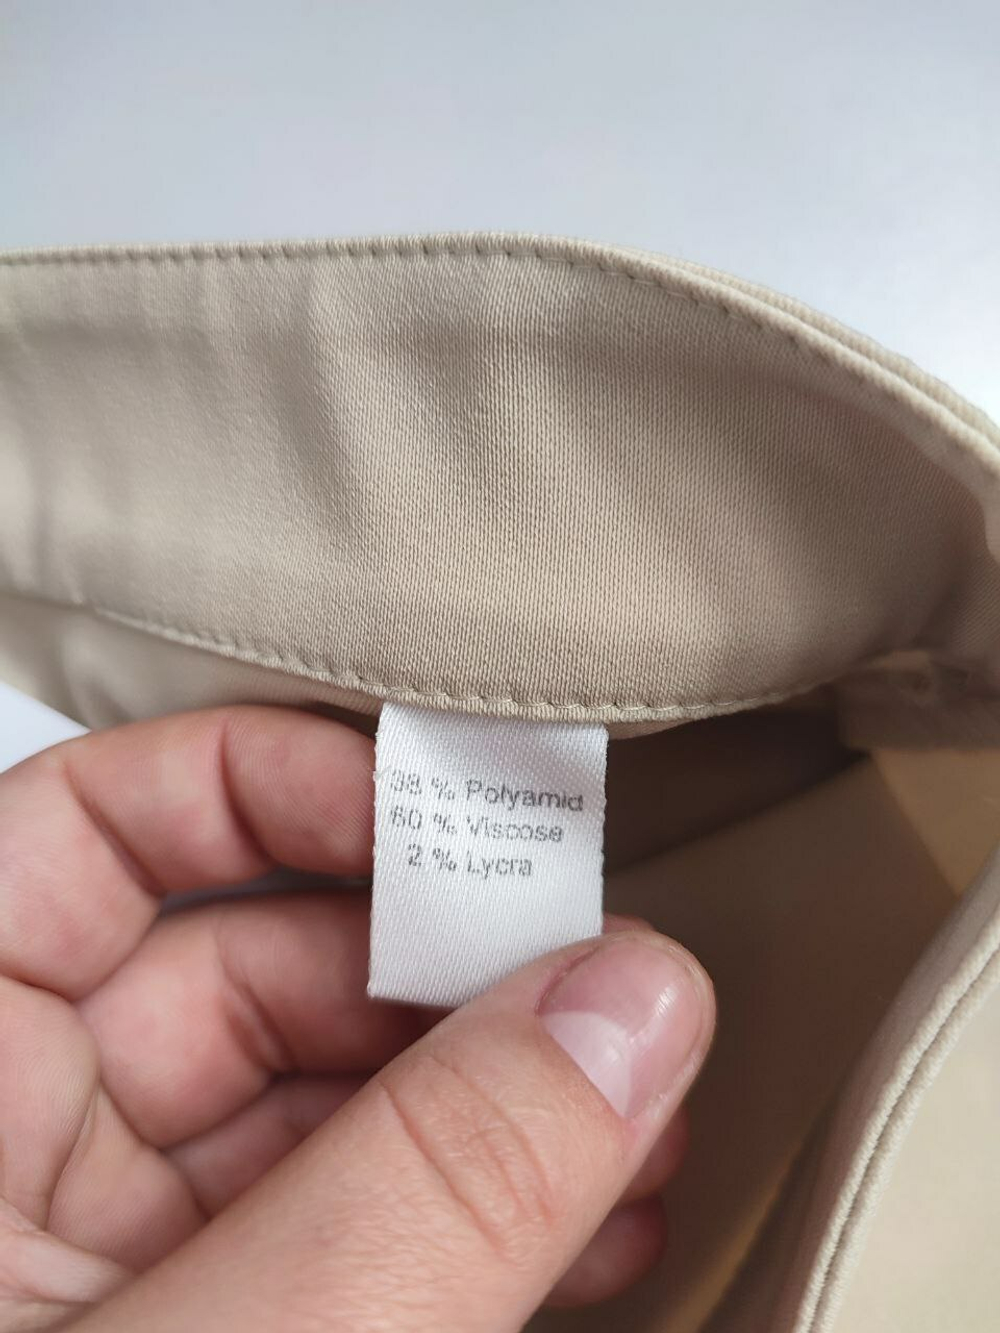 38 % Polyamid
60 % Viscose
2 % Lycra